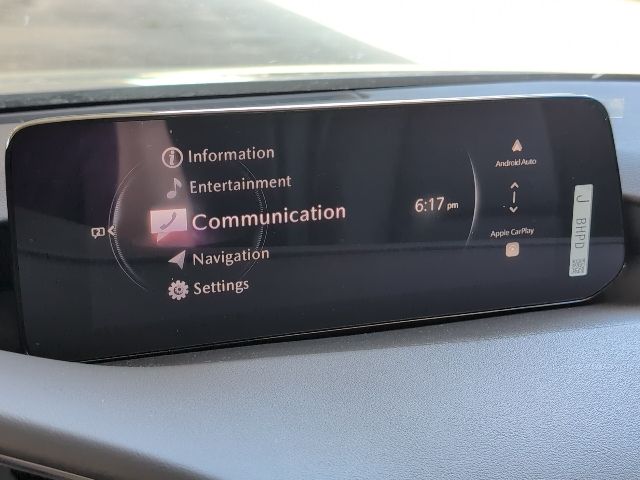 Information
Entertainment
Communication
Navigation
Settings
6:17 pm
Android Auto
Apple CarPlay
J BHPD